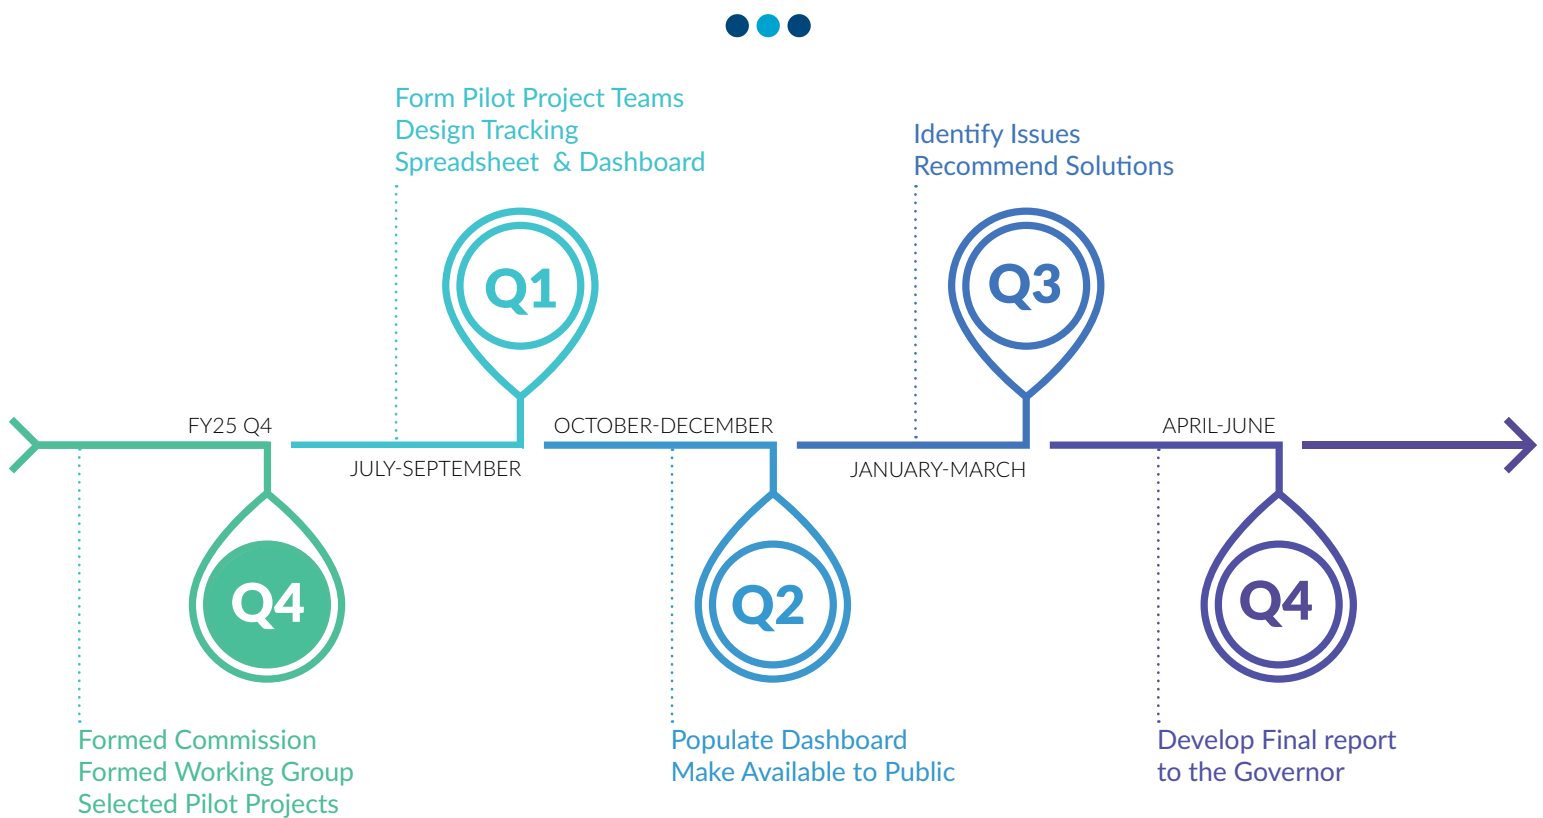 Form Pilot Project Teams
Design Tracking
Spreadsheet & Dashboard
Identify Issues
Recommend Solutions
Q1
Q3
FY25 Q4
JULY-SEPTEMBER
OCTOBER-DECEMBER
JANUARY-MARCH
APRIL-JUNE
Q4
Q2
Q4
Formed Commission
Formed Working Group
Selected Pilot Projects
Populate Dashboard
Make Available to Public
Develop Final report
to the Governor